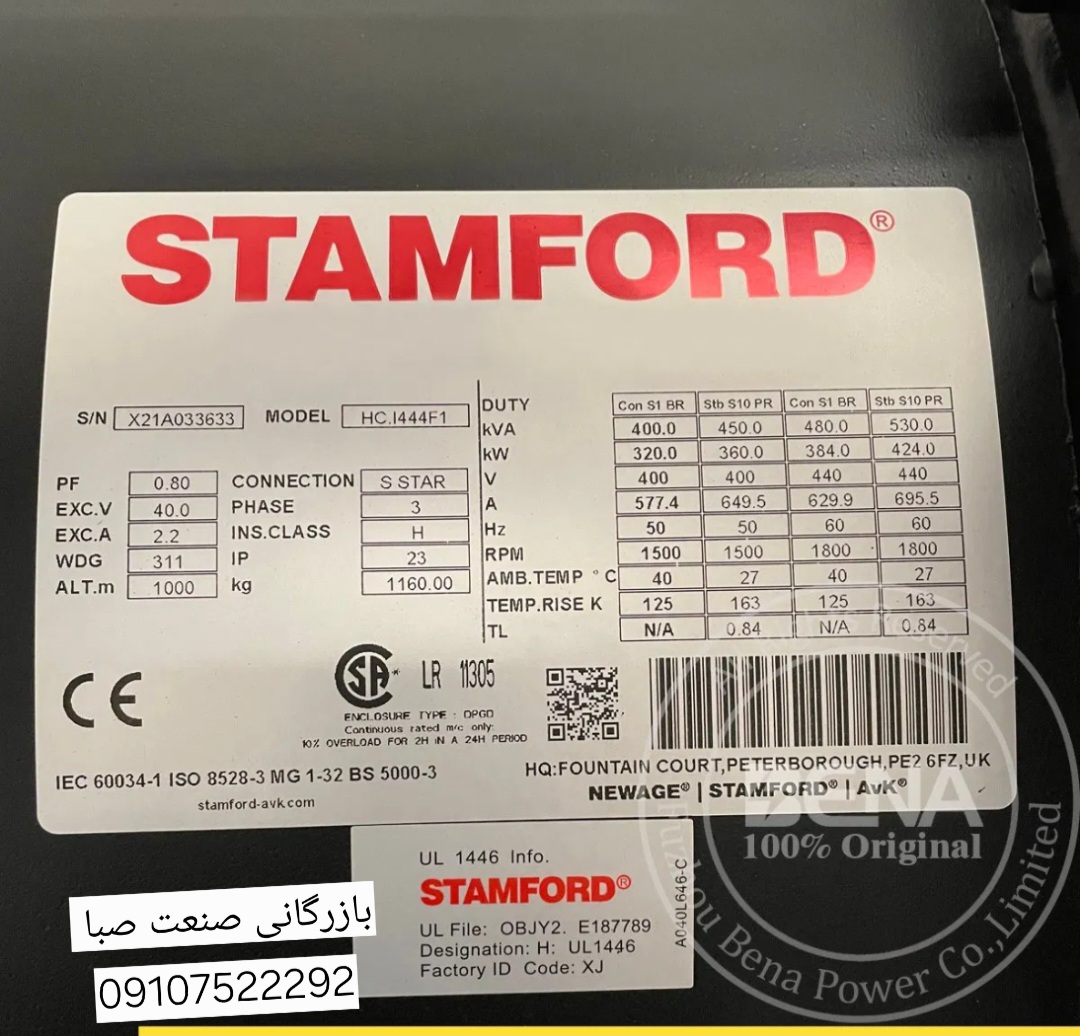 STAMFORD®
S/N X21A033633 MODEL HC.I444F1
PF 0.80 CONNECTION S STAR
EXC.V 40.0 PHASE 3
EXC.A 2.2 INS.CLASS H
WDG 311 IP 23
ALT.m 1000 kg 1160.00
DUTY Con S1 BR Stb S10 PR Con S1 BR Stb S10 PR
kVA 400.0 450.0 480.0 530.0
kW 320.0 360.0 384.0 424.0
V 400 400 440 440
A 577.4 649.5 629.9 695.5
Hz 50 50 60 60
RPM 1500 1500 1800 1800
AMB.TEMP °C 40 27 40 27
TEMP.RISE K 125 163 125 163
TL N/A 0.84 N/A 0.84
CE
SA LR 11305
ENCLOSURE TYPE : OPGD
Continuous rated m/c only:
10% OVERLOAD FOR 2H IN A 24H PERIOD
IEC 60034-1 ISO 8528-3 MG 1-32 BS 5000-3
stamford-avk.com
HQ:FOUNTAIN COURT,PETERBOROUGH,PE2 6FZ,UK
NEWAGE® | STAMFORD® | AvK®
UL 1446 Info.
STAMFORD®
UL File: OBJY2. E187789
Designation: H: UL1446
Factory ID Code: XJ
A040L646-C
بازرگانی صنعت صبا
09107522292
BENA
100% Original
Bena Power Co.,Limited
Reserved